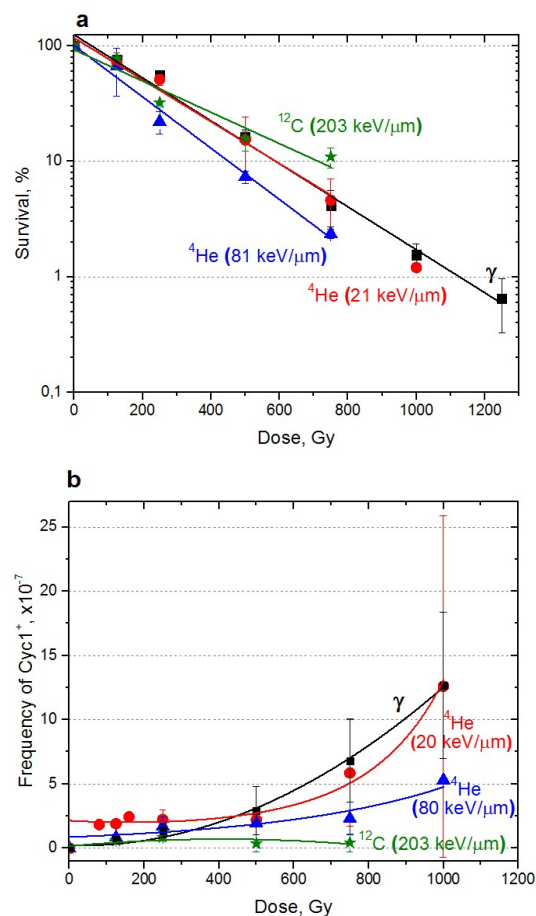 a
100
10
1
0,1
Survival, %
¹²C (203 keV/μm)
⁴He (81 keV/μm)
⁴He (21 keV/μm)
γ
0 200 400 600 800 1000 1200
Dose, Gy
b
25
20
15
10
5
0
Frequency of Cyc1⁺, x10⁻⁷
γ
⁴He
(20 keV/μm)
⁴He
(80 keV/μm)
¹²C (203 keV/μm)
0 200 400 600 800 1000 1200
Dose, Gy